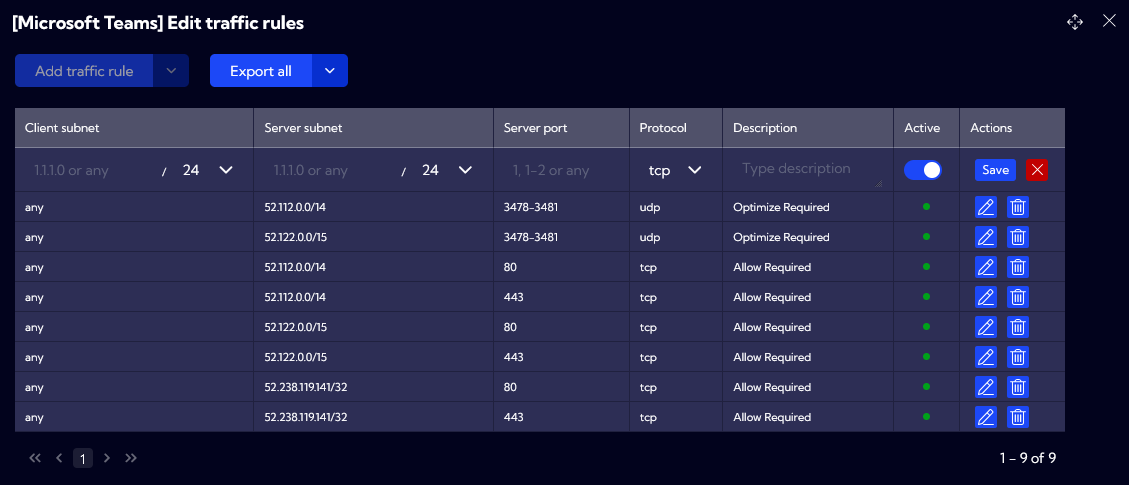 [Microsoft Teams] Edit traffic rules
Add traffic rule Export all
Client subnet Server subnet Server port Protocol Description Active Actions
1.1.1.0 or any / 24 1.1.1.0 or any / 24 1, 1-2 or any tcp Type description Save
any 52.112.0.0/14 3478-3481 udp Optimize Required
any 52.122.0.0/15 3478-3481 udp Optimize Required
any 52.112.0.0/14 80 tcp Allow Required
any 52.112.0.0/14 443 tcp Allow Required
any 52.122.0.0/15 80 tcp Allow Required
any 52.122.0.0/15 443 tcp Allow Required
any 52.238.119.141/32 80 tcp Allow Required
any 52.238.119.141/32 443 tcp Allow Required
« < 1 > » 1 – 9 of 9